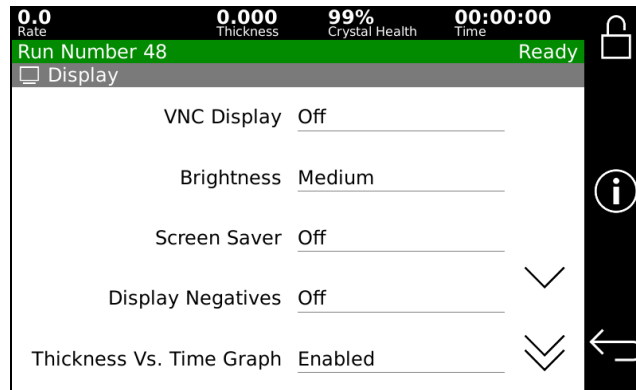 0.0 0.000 99% 00:00:00
Rate Thickness Crystal Health Time
Run Number 48 Ready
Display
VNC Display Off
Brightness Medium
Screen Saver Off
Display Negatives Off
Thickness Vs. Time Graph Enabled